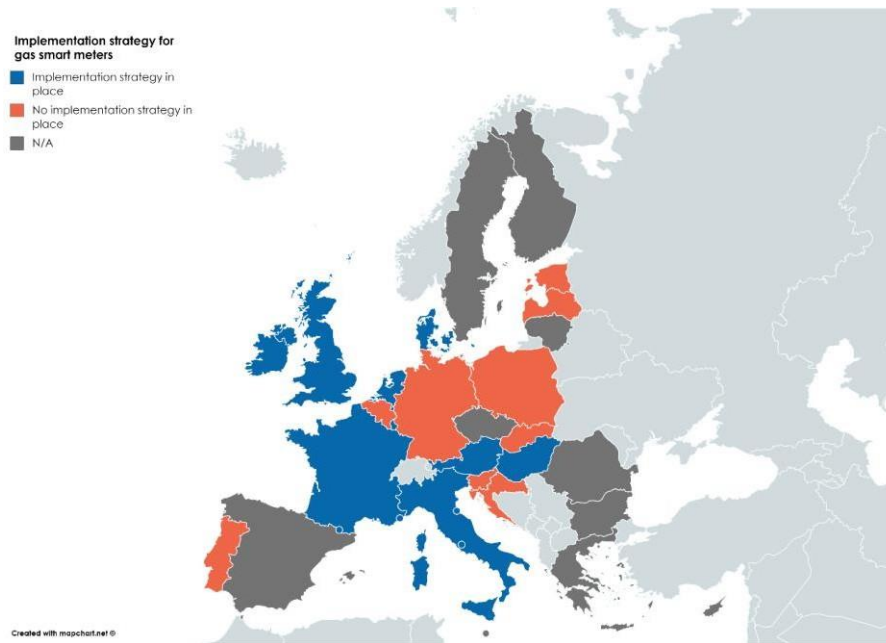 Implementation strategy for
gas smart meters
Implementation strategy in
place
No implementation strategy in
place
N/A
Created with mapchart.net ©